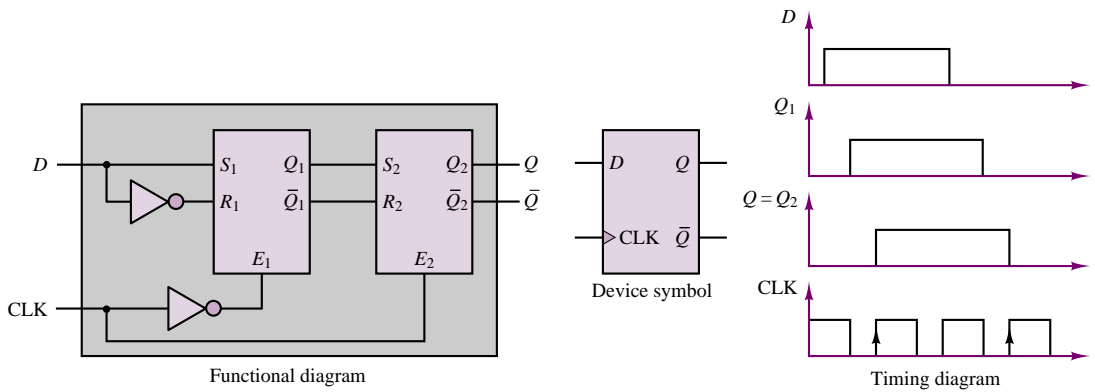 D
S₁
R₁
Q₁
Q̄₁
E₁
S₂
R₂
Q₂
Q̄₂
E₂
Q
Q̄
CLK
Functional diagram
D
Q
CLK
Q̄
Device symbol
D
Q₁
Q = Q₂
CLK
Timing diagram